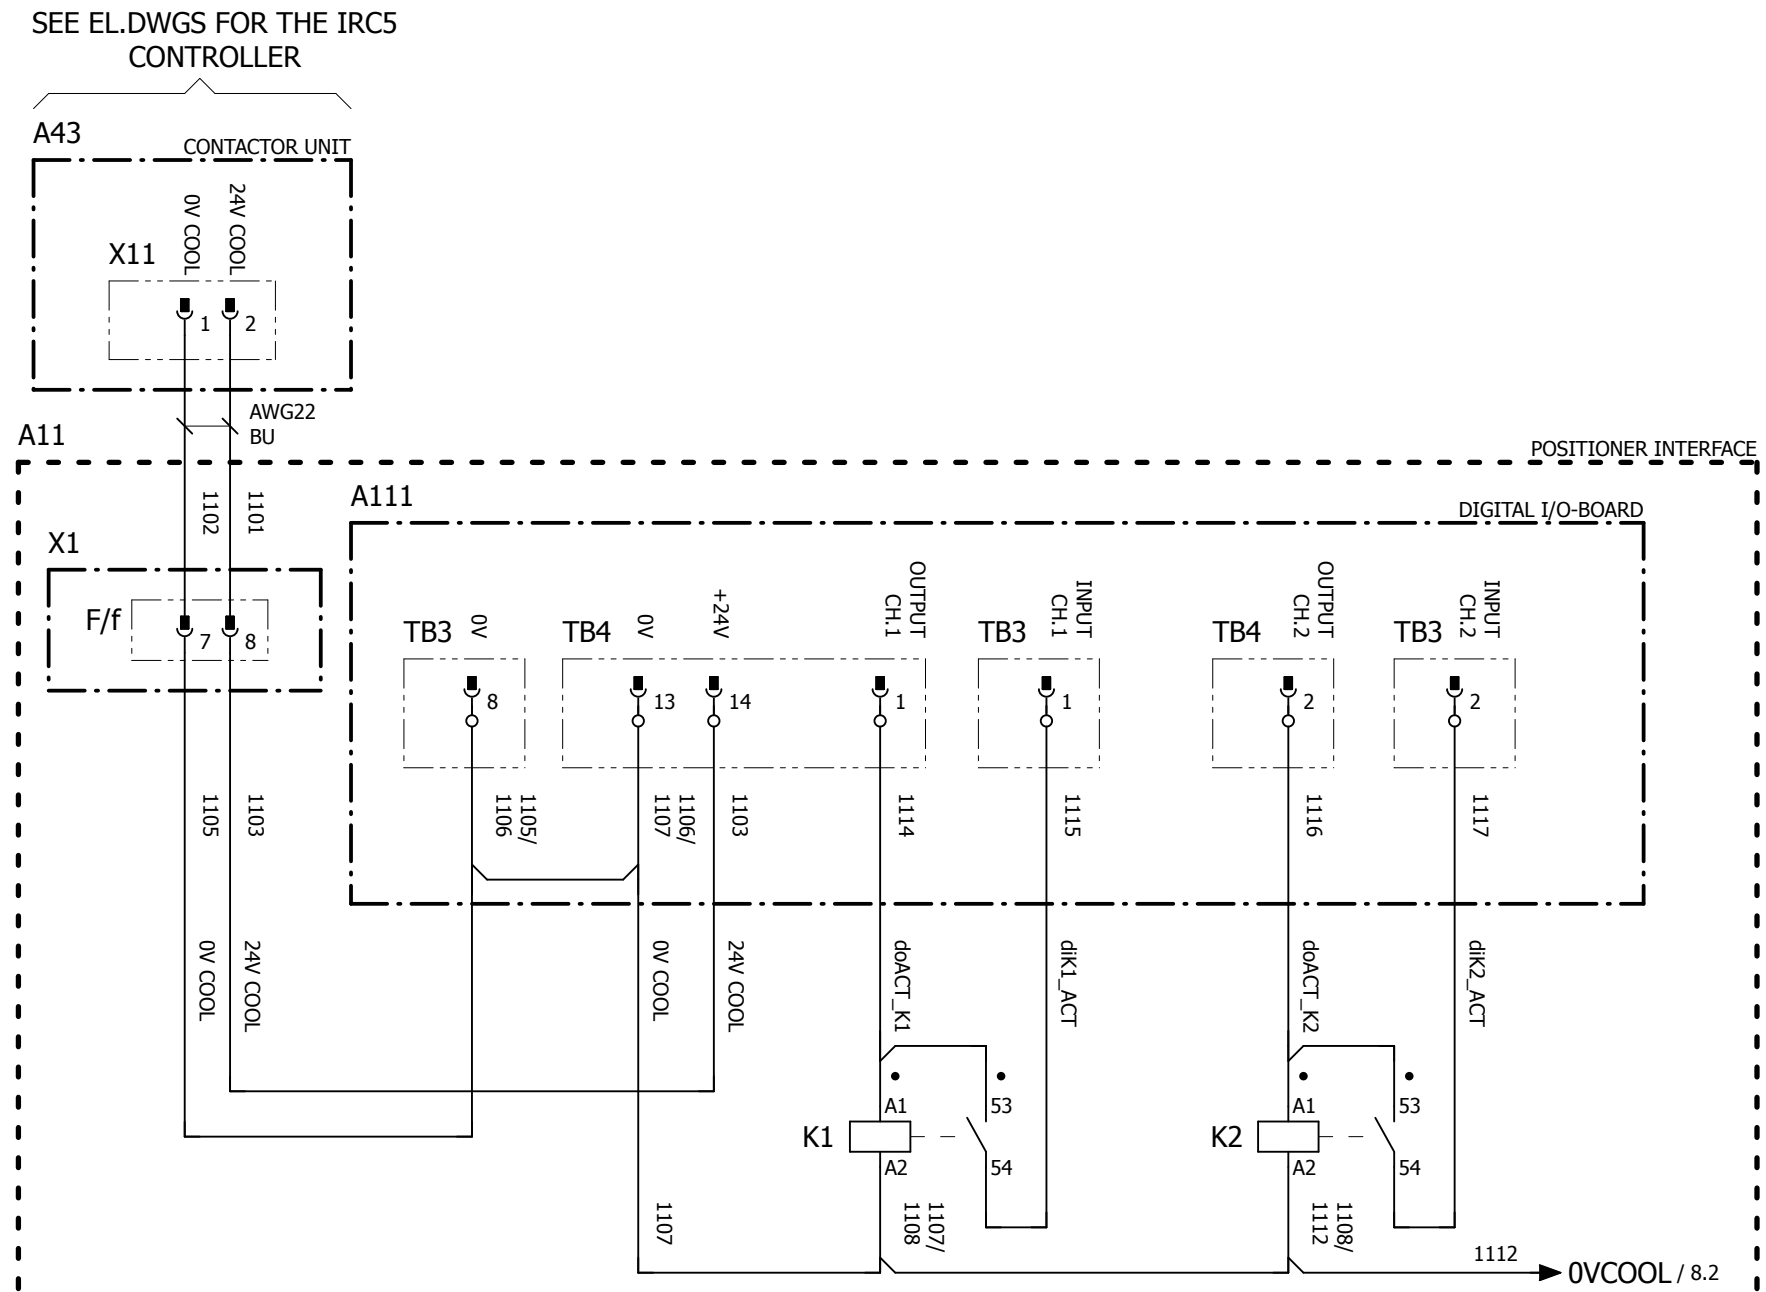 SEE EL.DWGS FOR THE IRC5
CONTROLLER
A43
CONTACTOR UNIT
0V COOL
24V COOL
X11
1
2
AWG22
BU
A11
POSITIONER INTERFACE
1102
1101
A111
DIGITAL I/O-BOARD
X1
F/f
7
8
TB3
0V
8
TB4
0V
+24V
OUTPUT
CH.1
13
14
1
TB3
INPUT
CH.1
1
TB4
OUTPUT
CH.2
2
TB3
INPUT
CH.2
2
1105
1103
1105/
1106
1106/
1107
1103
1114
1115
1116
1117
0V COOL
24V COOL
0V COOL
24V COOL
doACT_K1
diK1_ACT
doACT_K2
diK2_ACT
K1
A1
A2
53
54
K2
A1
A2
53
54
1107
1107/
1108
1108/
1112
1112
0VCOOL / 8.2